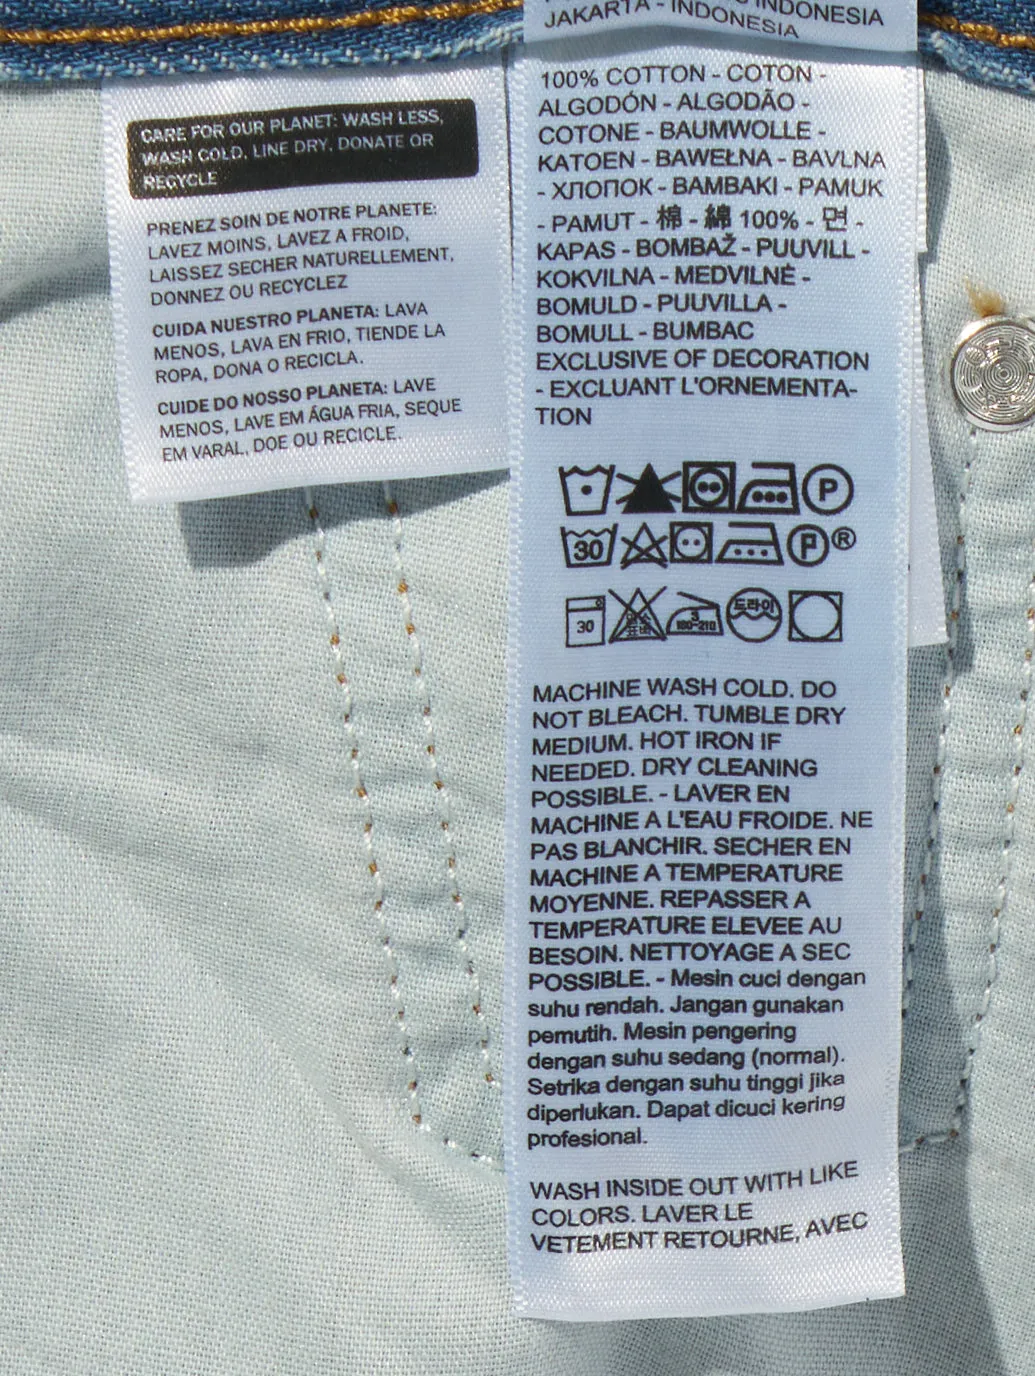 JAKARTA - INDONESIA
INDONESIA
CARE FOR OUR PLANET: WASH LESS,
WASH COLD, LINE DRY, DONATE OR
RECYCLE
PRENEZ SOIN DE NOTRE PLANETE:
LAVEZ MOINS, LAVEZ A FROID,
LAISSEZ SECHER NATURELLEMENT,
DONNEZ OU RECYCLEZ
CUIDA NUESTRO PLANETA: LAVA
MENOS, LAVA EN FRIO, TIENDE LA
ROPA, DONA O RECICLA.
CUIDE DO NOSSO PLANETA: LAVE
MENOS, LAVE EM ÁGUA FRIA, SEQUE
EM VARAL, DOE OU RECICLE.
100% COTTON - COTON -
ALGODÓN - ALGODÃO -
COTONE - BAUMWOLLE -
KATOEN - BAWEŁNA - BAVLNA
- ХЛОПОК - ΒΑΜΒΑΚΙ - PAMUK
- PAMUT - 棉 - 綿 100% - 면 -
KAPAS - BOMBAŽ - PUUVILL -
KOKVILNA - MEDVILNĖ -
BOMULD - PUUVILLA -
BOMULL - BUMBAC
EXCLUSIVE OF DECORATION
- EXCLUANT L'ORNEMENTA-
TION
P
30 P ®
30 3 180-210 드라이
MACHINE WASH COLD. DO
NOT BLEACH. TUMBLE DRY
MEDIUM. HOT IRON IF
NEEDED. DRY CLEANING
POSSIBLE. - LAVER EN
MACHINE A L'EAU FROIDE. NE
PAS BLANCHIR. SECHER EN
MACHINE A TEMPERATURE
MOYENNE. REPASSER A
TEMPERATURE ELEVEE AU
BESOIN. NETTOYAGE A SEC
POSSIBLE. - Mesin cuci dengan
suhu rendah. Jangan gunakan
pemutih. Mesin pengering
dengan suhu sedang (normal).
Setrika dengan suhu tinggi jika
diperlukan. Dapat dicuci kering
profesional.
WASH INSIDE OUT WITH LIKE
COLORS. LAVER LE
VETEMENT RETOURNE, AVEC